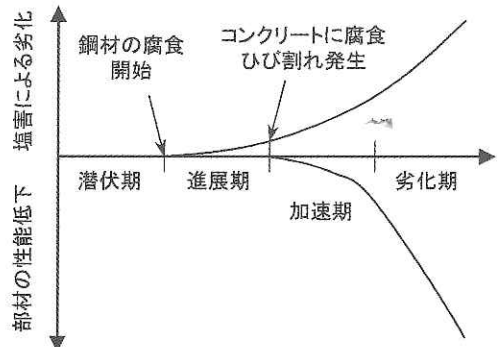 塩害による劣化
鋼材の腐食
開始
コンクリートに腐食
ひび割れ発生
潜伏期
進展期
加速期
劣化期
部材の性能低下